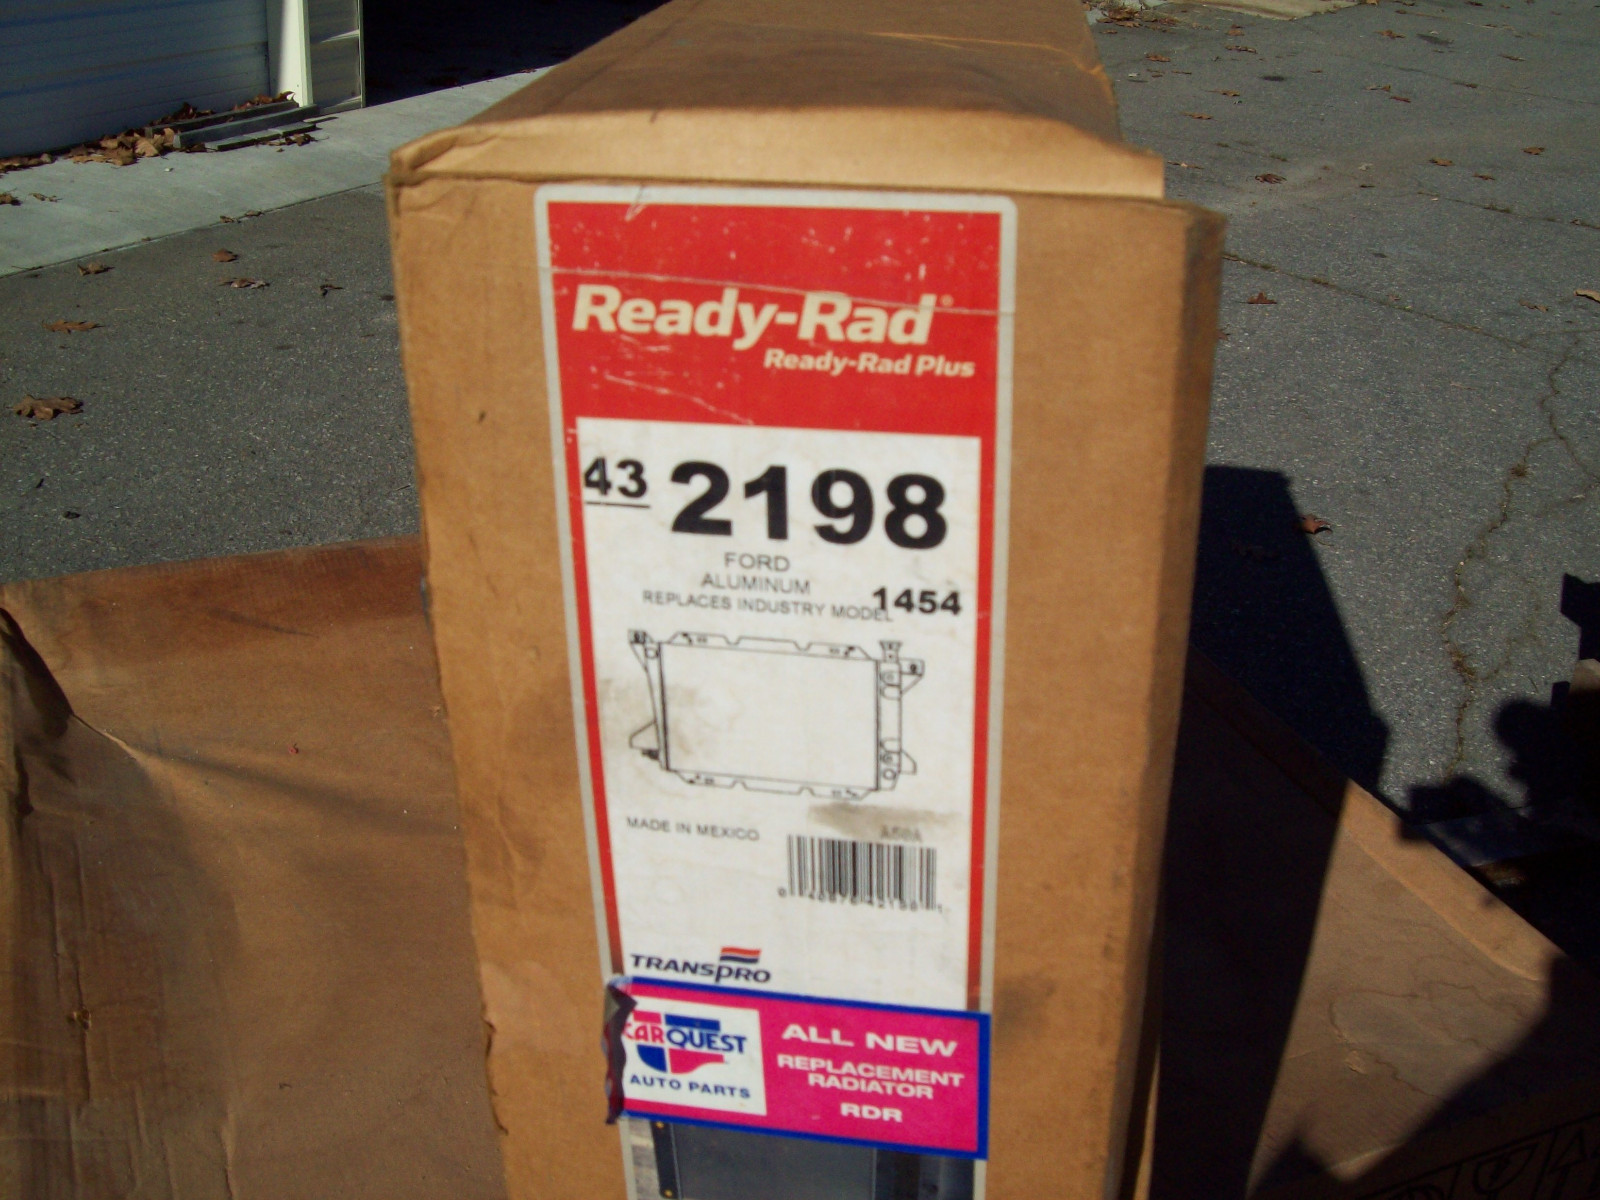 Ready-Rad®
Ready-Rad Plus
43 2198
FORD
ALUMINUM
REPLACES INDUSTRY MODEL 1454
MADE IN MEXICO
TRANSPRO
CARQUEST
AUTO PARTS
ALL NEW
REPLACEMENT
RADIATOR
RDR